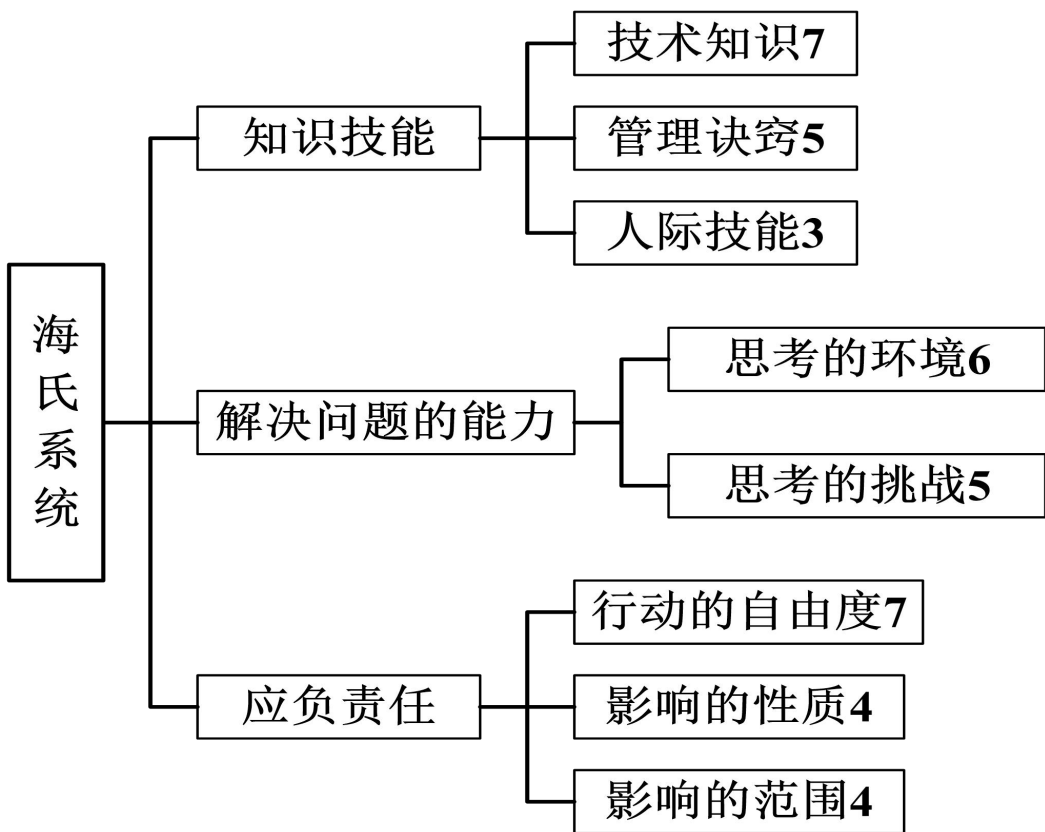 海氏系统
知识技能
技术知识7
管理诀窍5
人际技能3
解决问题的能力
思考的环境6
思考的挑战5
应负责任
行动的自由度7
影响的性质4
影响的范围4